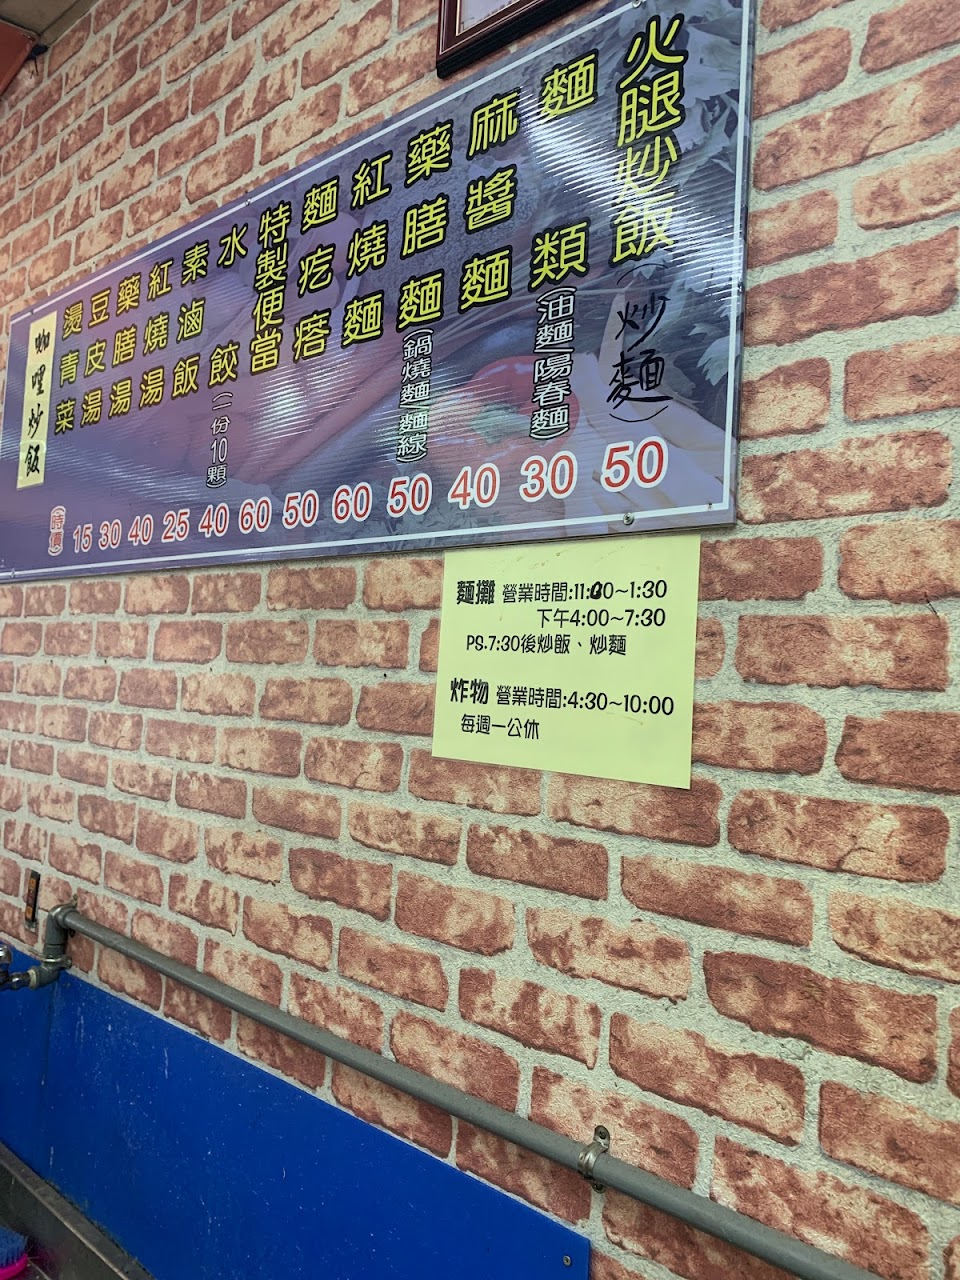 火腿炒飯(炒麵) 50
麵類(油麵/陽春麵) 30
麻醬麵 40
藥膳麵(鍋燒麵/麵線) 50
紅燒麵 60
麵疙瘩 50
特製便當 60
水餃(一份10顆) 40
素滷飯 25
紅燒湯 40
藥膳湯 30
豆皮湯 15
燙青菜 (時價)
咖哩炒飯
麵攤 營業時間:11:00~1:30
下午4:00~7:30
PS.7:30後炒飯、炒麵
炸物 營業時間:4:30~10:00
每週一公休